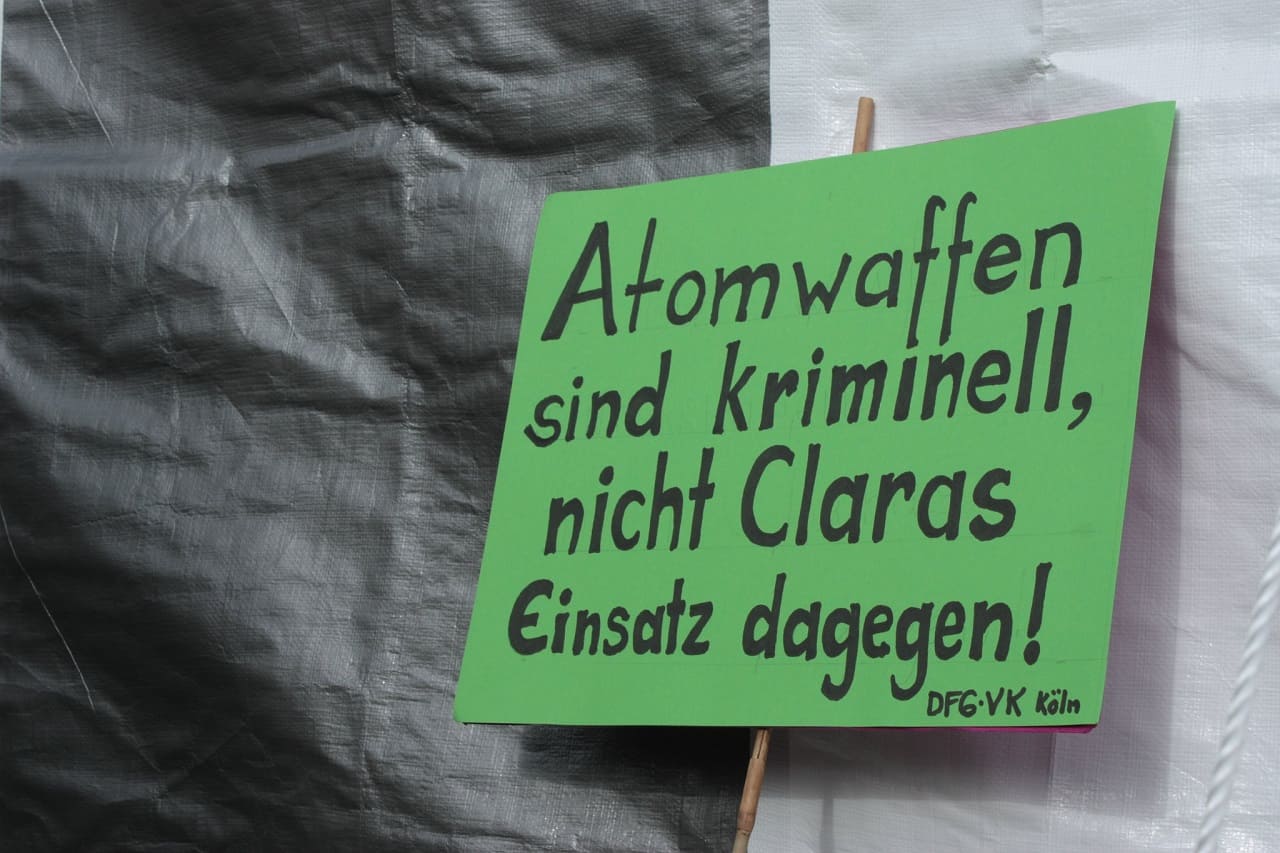 Atomwaffen
sind kriminell,
nicht Claras
Einsatz dagegen!
DFG·VK Köln